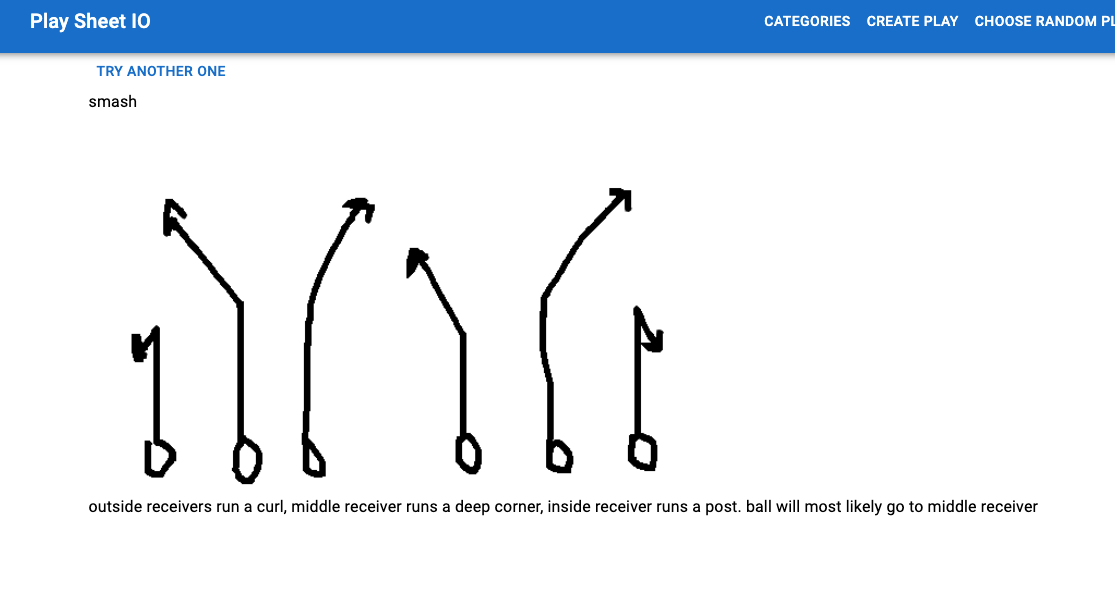 Play Sheet IO
CATEGORIES CREATE PLAY CHOOSE RANDOM PL
TRY ANOTHER ONE
smash
outside receivers run a curl, middle receiver runs a deep corner, inside receiver runs a post. ball will most likely go to middle receiver